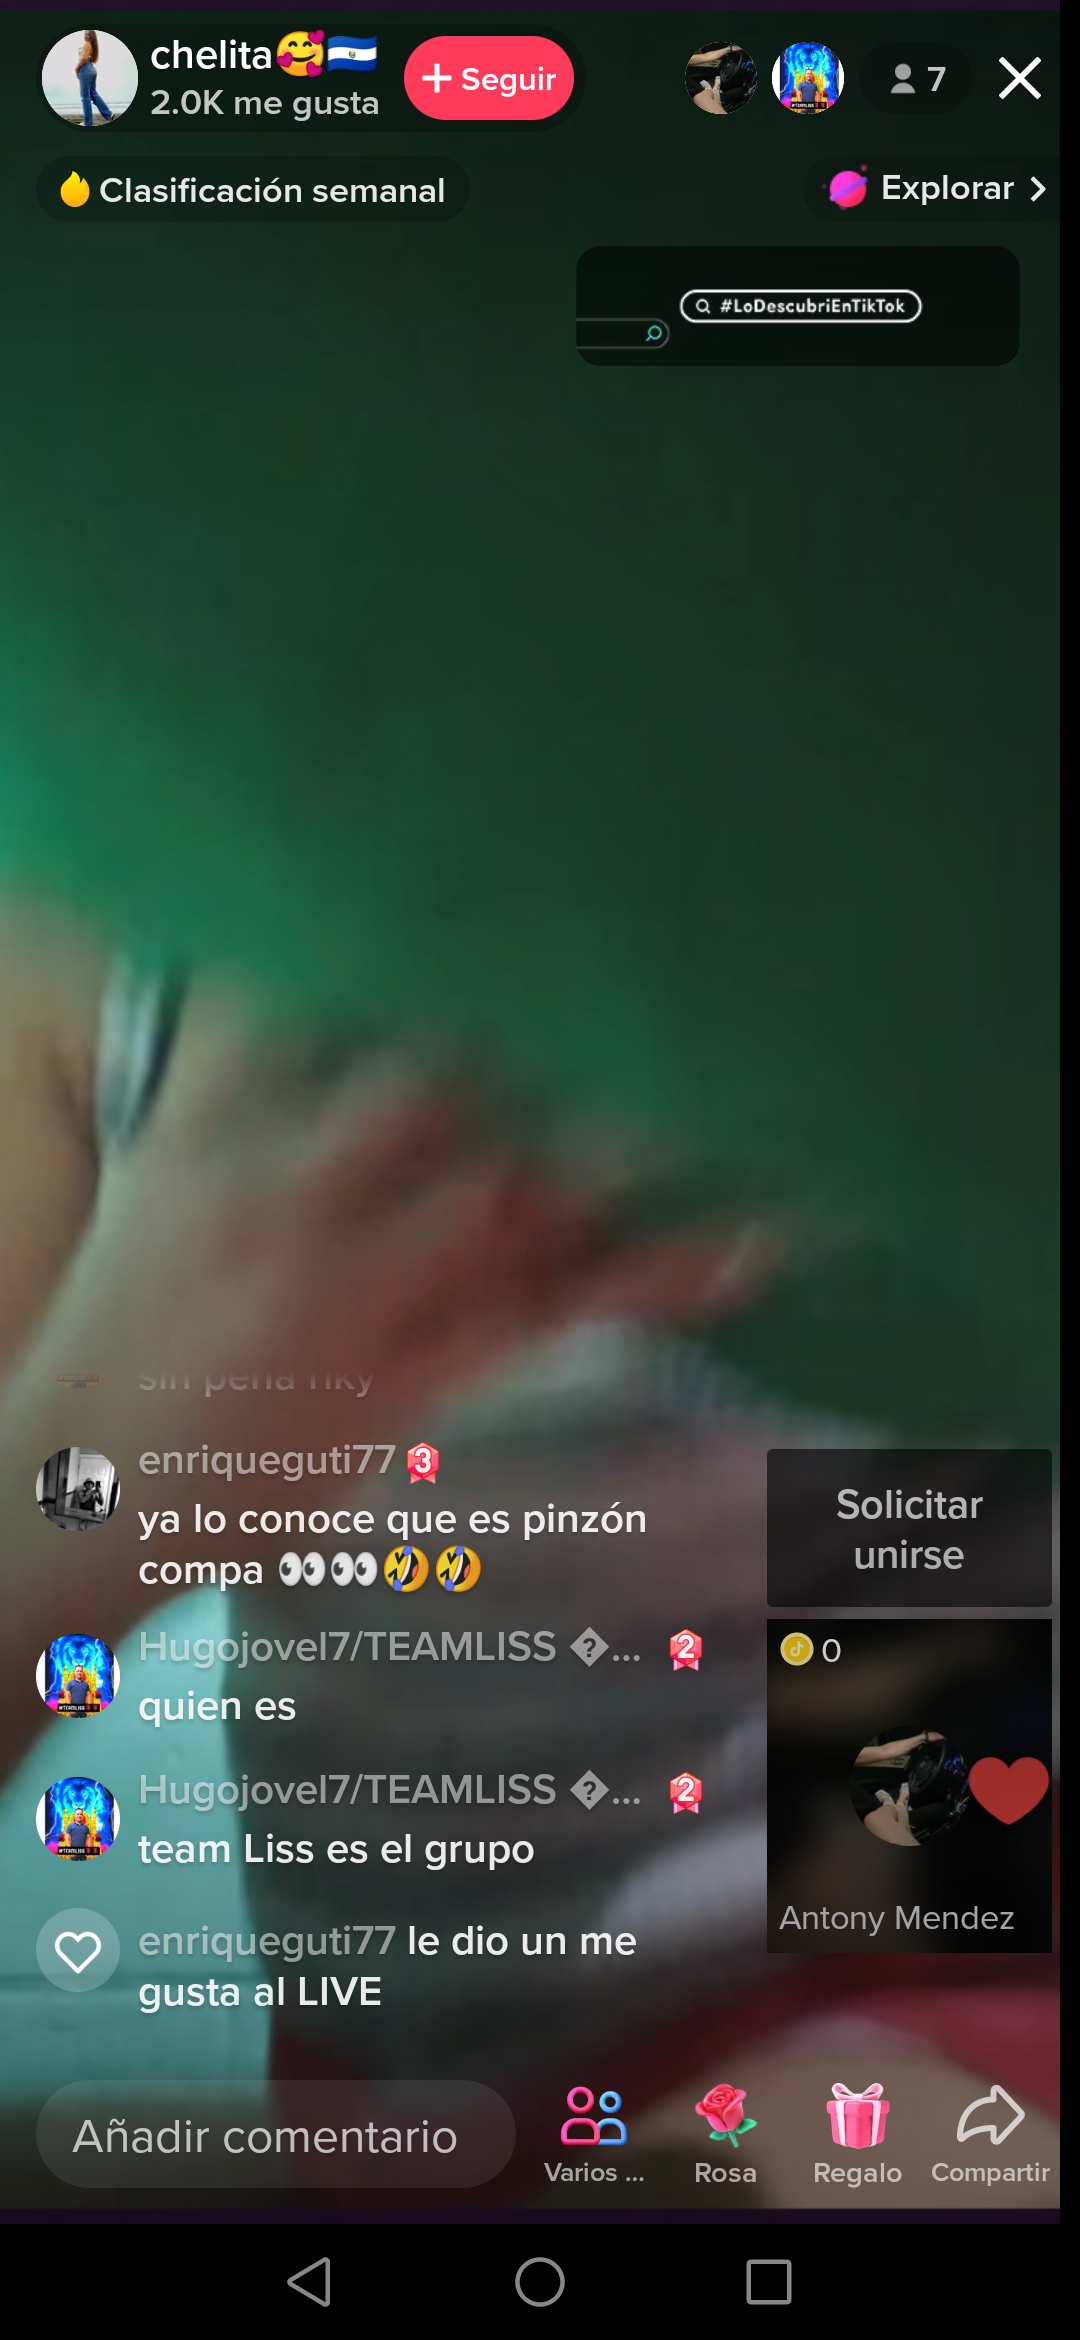 chelita🥰🇸🇻
2.0K me gusta
+ Seguir
7
Clasificación semanal
Explorar >
#LoDescubriEnTikTok
sin pena riky
enriqueguti77 3
ya lo conoce que es pinzón
compa 👀👀🤣🤣
Solicitar
unirse
Hugojovel7/TEAMLISS �... 2
quien es
0
Hugojovel7/TEAMLISS �... 2
team Liss es el grupo
Antony Mendez
enriqueguti77 le dio un me
gusta al LIVE
Añadir comentario
Varios ...
Rosa
Regalo
Compartir